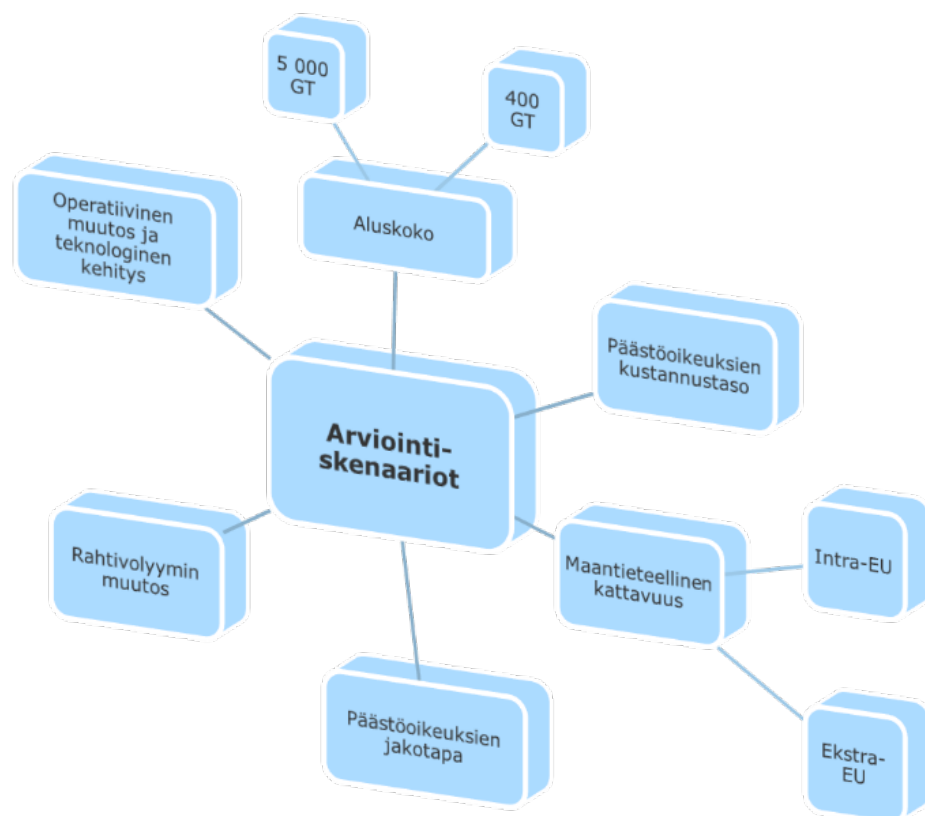 5 000
GT
400
GT
Aluskoko
Operatiivinen
muutos ja
teknologinen
kehitys
Päästöoikeuksien
kustannustaso
Arviointi-
skenaariot
Rahtivolyymin
muutos
Maantieteellinen
kattavuus
Intra-EU
Päästöoikeuksien
jakotapa
Ekstra-
EU